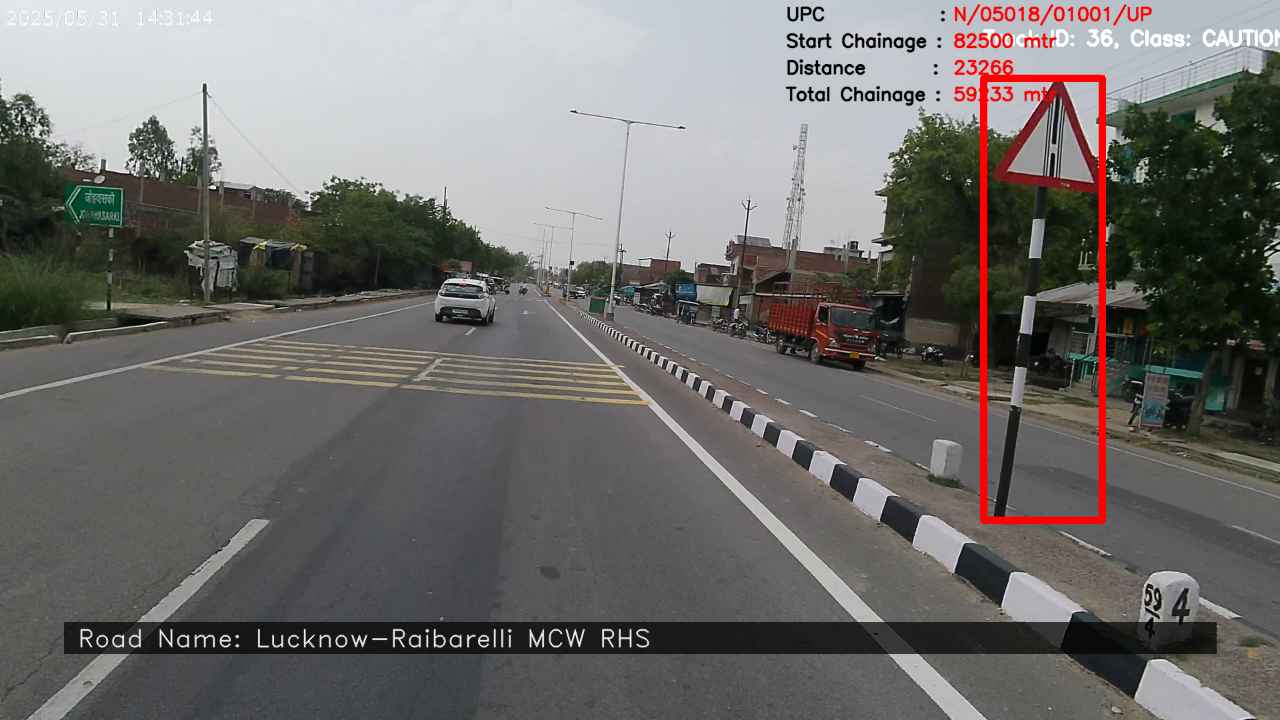 2025/05/31 14:31:44
UPC : N/05018/01001/UP
Start Chainage : 82500 mtr
ID: 36, Class: CAUTION
Distance : 23266
Total Chainage : 59233 mtr
Road Name: Lucknow-Raibarelli MCW RHS
59
4
4